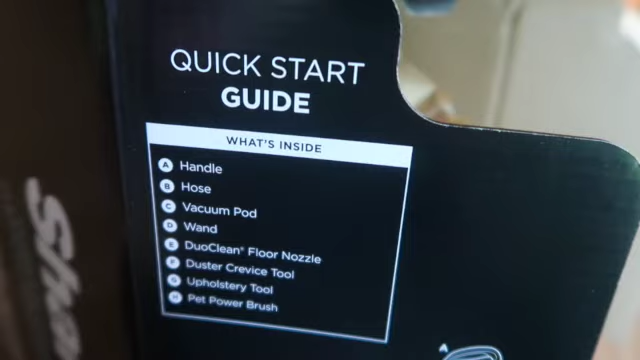 QUICK START
GUIDE
WHAT'S INSIDE
A Handle
B Hose
C Vacuum Pod
D Wand
E DuoClean® Floor Nozzle
F Duster Crevice Tool
G Upholstery Tool
H Pet Power Brush
A
Sha